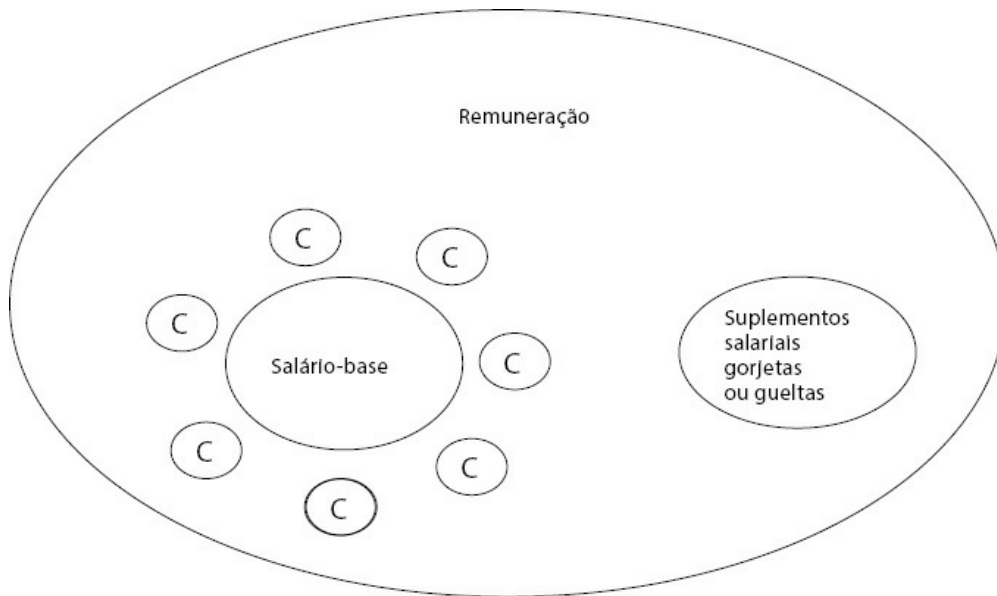 Remuneração
C
C
C
Salário-base
C
C
C
C
Suplementos
salariais
gorjetas
ou gueltas